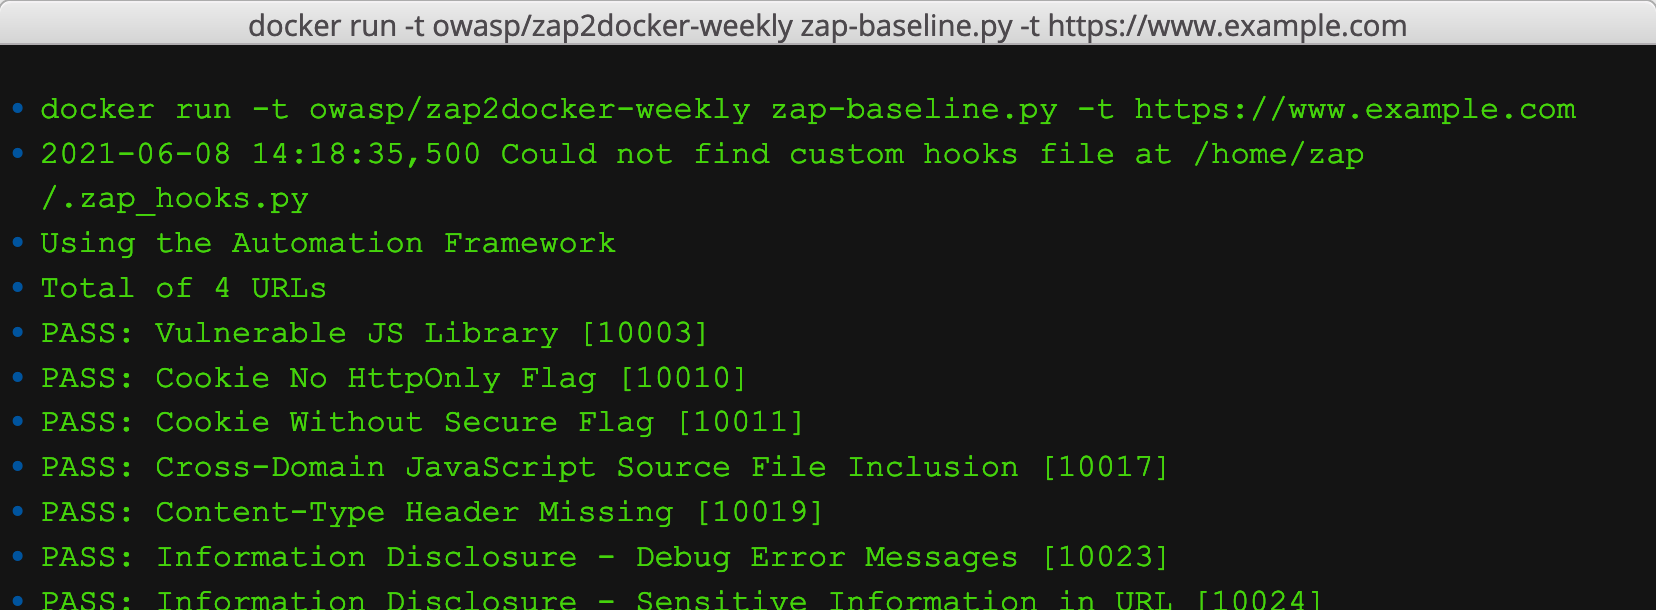 docker run -t owasp/zap2docker-weekly zap-baseline.py -t https://www.example.com
• docker run -t owasp/zap2docker-weekly zap-baseline.py -t https://www.example.com
• 2021-06-08 14:18:35,500 Could not find custom hooks file at /home/zap
/.zap_hooks.py
• Using the Automation Framework
• Total of 4 URLs
• PASS: Vulnerable JS Library [10003]
• PASS: Cookie No HttpOnly Flag [10010]
• PASS: Cookie Without Secure Flag [10011]
• PASS: Cross-Domain JavaScript Source File Inclusion [10017]
• PASS: Content-Type Header Missing [10019]
• PASS: Information Disclosure - Debug Error Messages [10023]
• PASS: Information Disclosure - Sensitive Information in URL [10024]